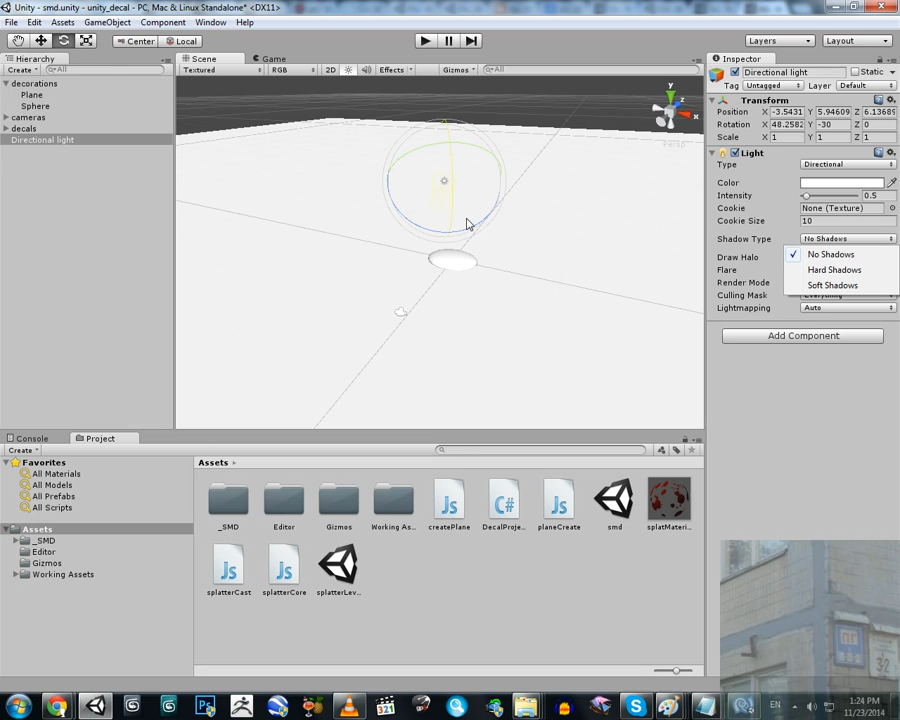 Unity - smd.unity - unity_decal - PC, Mac & Linux Standalone* <DX11>
File Edit Assets GameObject Component Window Help
Center Local Layers Layout
Hierarchy
Create All
decorations
Plane
Sphere
cameras
decals
Directional light
Scene Game
Textured RGB 2D Effects Gizmos All
y
z
x
Persp
Inspector
Directional light Static
Tag Untagged Layer Default
Transform
Position X -3.5431 Y 5.94609 Z 6.13689
Rotation X 48.2582 Y -30 Z 0
Scale X 1 Y 1 Z 1
Light
Type Directional
Color
Intensity 0.5
Cookie None (Texture)
Cookie Size 10
Shadow Type No Shadows
No Shadows
Hard Shadows
Soft Shadows
Draw Halo
Flare
Render Mode
Culling Mask Everything
Lightmapping Auto
Add Component
Console Project
Create
Favorites
All Materials
All Models
All Prefabs
All Scripts
Assets
_SMD
Editor
Gizmos
Working Assets
Assets
_SMD Editor Gizmos Working As... createPlane DecalProje... planeCreate smd splatMateri...
splatterCast splatterCore splatterLev...
321
EN
1:24 PM
11/23/2014
ПГ
32